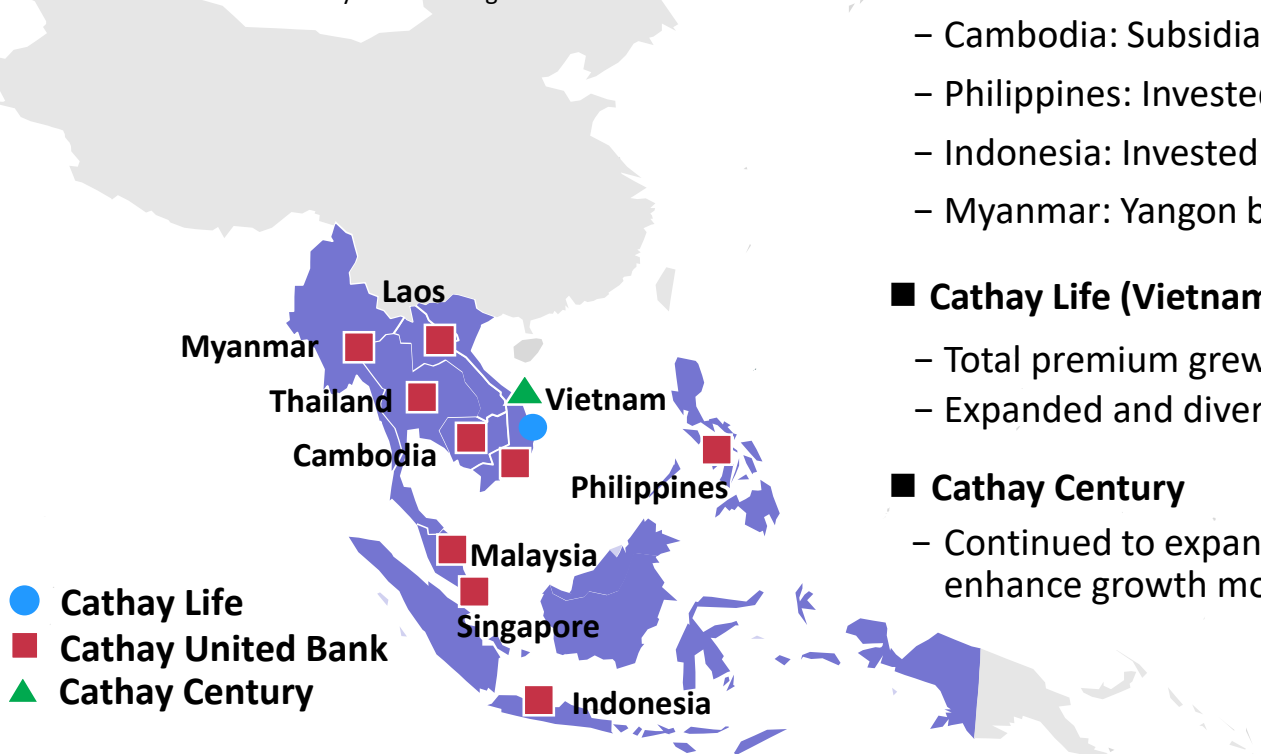 – Cambodia: Subsidia
– Philippines: Invested
– Indonesia: Invested
– Myanmar: Yangon b
■ Cathay Life (Vietnam
– Total premium grew
– Expanded and diver
■ Cathay Century
– Continued to expan
enhance growth mo
Laos
Myanmar
Thailand
Vietnam
Cambodia
Philippines
Malaysia
Singapore
Indonesia
Cathay Life
Cathay United Bank
Cathay Century